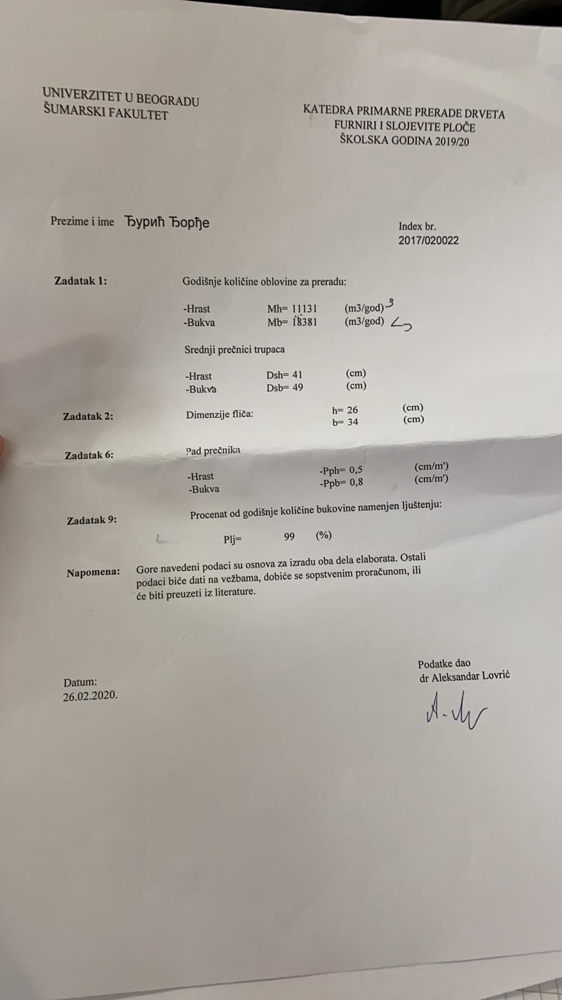 UNIVERZITET U BEOGRADU
ŠUMARSKI FAKULTET
KATEDRA PRIMARNE PRERADE DRVETA
FURNIRI I SLOJEVITE PLOČE
ŠKOLSKA GODINA 2019/20
Prezime i ime Ђурић Ђорђе
Index br.
2017/020022
Zadatak 1: Godišnje količine oblovine za preradu:
-Hrast Mh= 11131 (m3/god)
-Bukva Mb= 18381 (m3/god)
Srednji prečnici trupaca
-Hrast Dsh= 41 (cm)
-Bukva Dsb= 49 (cm)
Zadatak 2: Dimenzije fliča: h= 26 (cm)
b= 34 (cm)
Zadatak 6: Pad prečnika
-Hrast -Pph= 0,5 (cm/m')
-Bukva -Ppb= 0,8 (cm/m')
Zadatak 9: Procenat od godišnje količine bukovine namenjen ljuštenju:
Plj= 99 (%)
Napomena: Gore navedeni podaci su osnova za izradu oba dela elaborata. Ostali
podaci biće dati na vežbama, dobiće se sopstvenim proračunom, ili
će biti preuzeti iz literature.
Datum:
26.02.2020.
Podatke dao
dr Aleksandar Lovrić